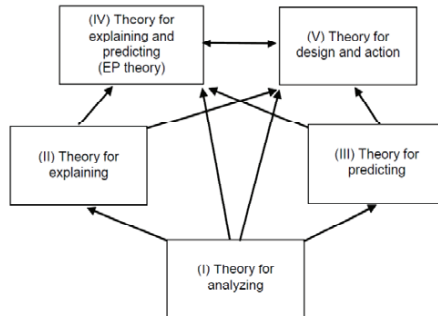 (IV) Theory for
explaining and
predicting
(EP theory)
(V) Theory for
design and action
(II) Theory for
explaining
(III) Theory for
predicting
(I) Theory for
analyzing